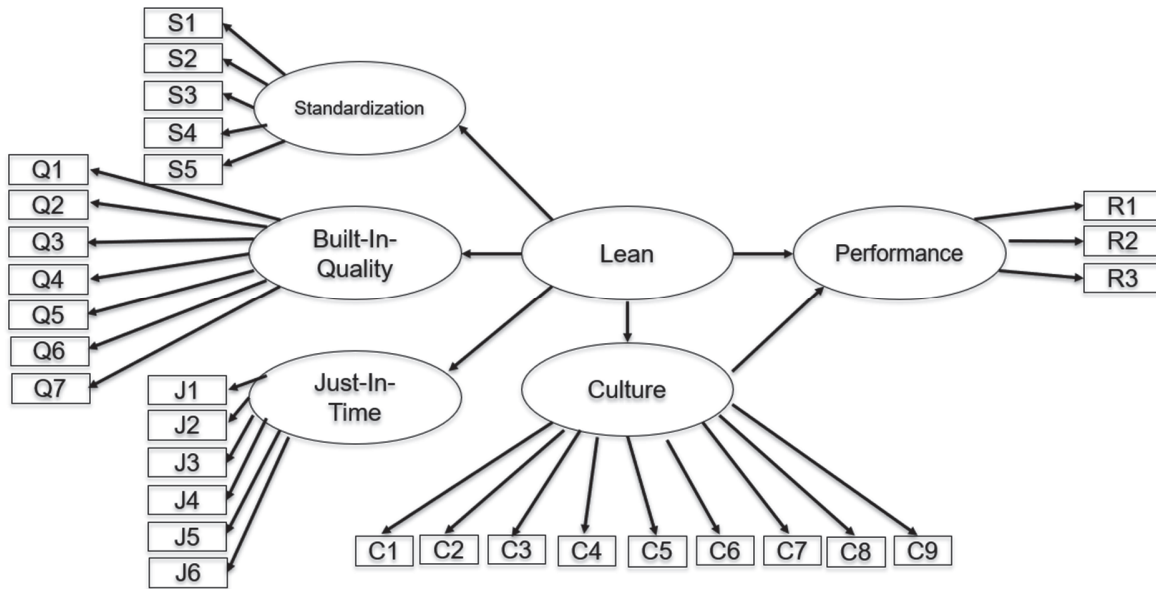 S1
S2
S3
S4
S5
Standardization
Q1
Q2
Q3
Q4
Q5
Q6
Q7
Built-In-
Quality
Lean
Performance
R1
R2
R3
J1
J2
J3
J4
J5
J6
Just-In-
Time
Culture
C1
C2
C3
C4
C5
C6
C7
C8
C9